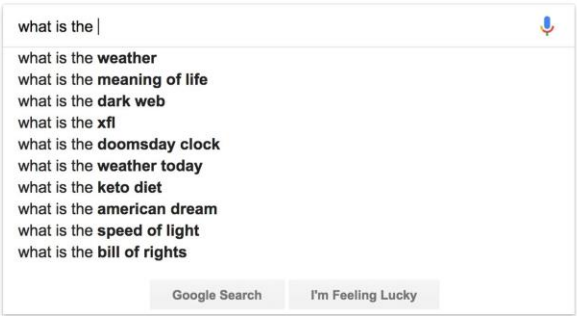 what is the
what is the weather
what is the meaning of life
what is the dark web
what is the xfl
what is the doomsday clock
what is the weather today
what is the keto diet
what is the american dream
what is the speed of light
what is the bill of rights
Google Search I'm Feeling Lucky